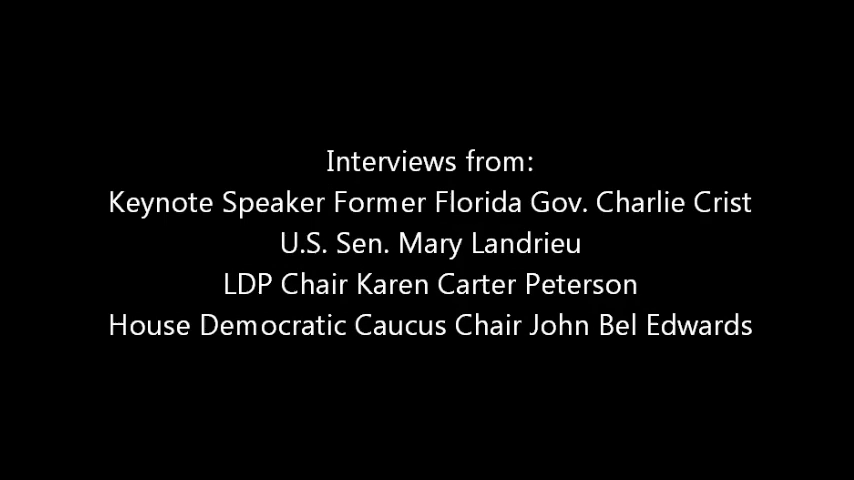 Interviews from:
Keynote Speaker Former Florida Gov. Charlie Crist
U.S. Sen. Mary Landrieu
LDP Chair Karen Carter Peterson
House Democratic Caucus Chair John Bel Edwards